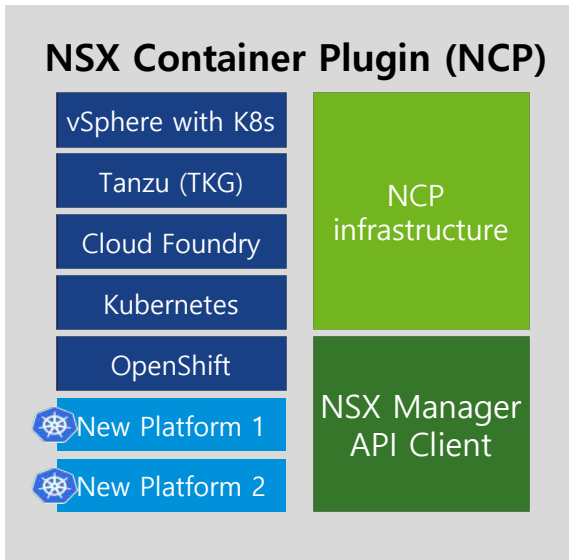 NSX Container Plugin (NCP)
vSphere with K8s
Tanzu (TKG)
Cloud Foundry
Kubernetes
OpenShift
New Platform 1
New Platform 2
NCP
infrastructure
NSX Manager
API Client